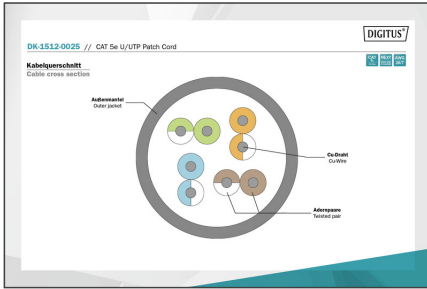 DIGITUS®
DK-1512-0025 // CAT 5e U/UTP Patch Cord
Kabelquerschnitt
Cable cross section
Außenmantel
Outer jacket
Cu-Draht
Cu-Wire
Aderspaare
Twisted pair